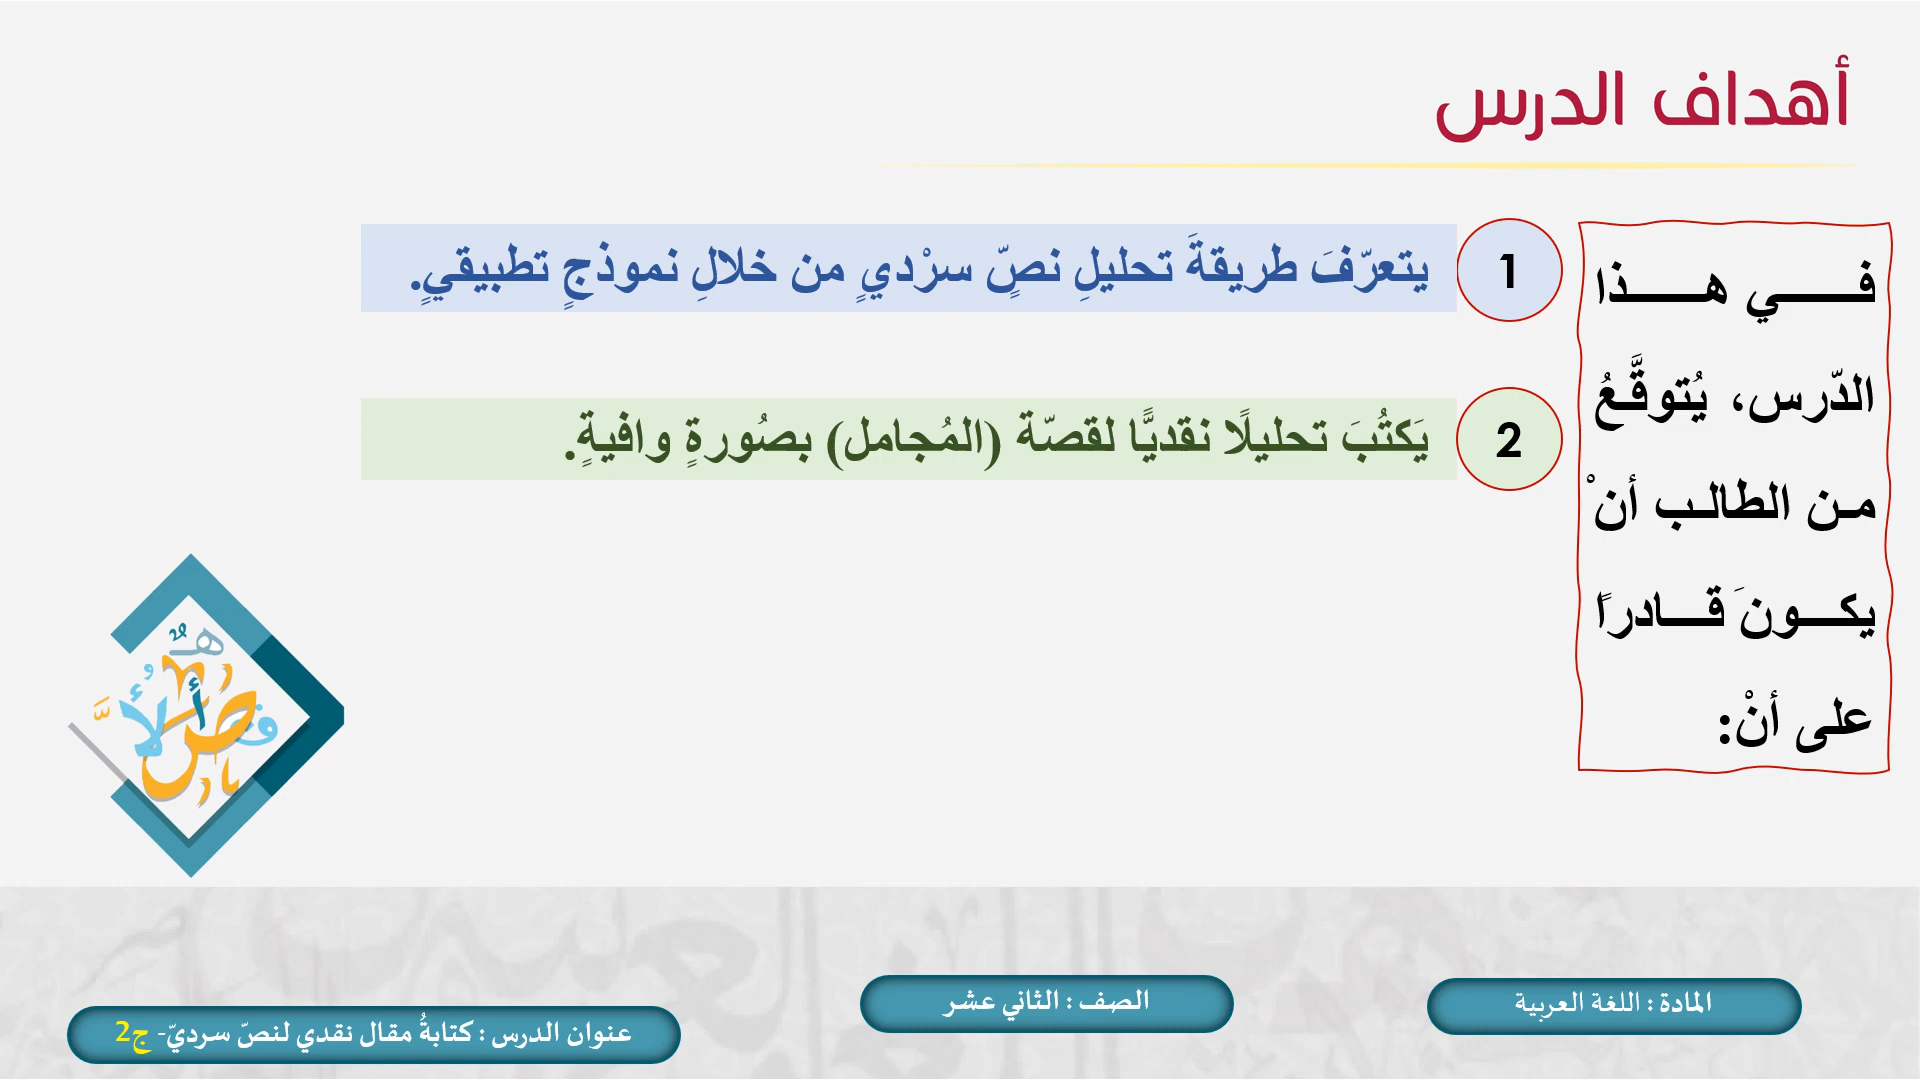 أهداف الدرس
في هذا
الدّرس، يُتوقَّعُ
من الطالب أنْ
يكونَ قادرًا
على أنْ:
1
يتعرّفَ طريقةَ تحليلِ نصٍّ سرْديٍ من خلالِ نموذجٍ تطبيقيٍ.
2
يَكتُبَ تحليلًا نقديًّا لقصّة (المُجامل) بصُورةٍ وافيةٍ.
المادة : اللغة العربية
الصف : الثاني عشر
عنوان الدرس : كتابةُ مقال نقدي لنصّ سرديّ- ج2